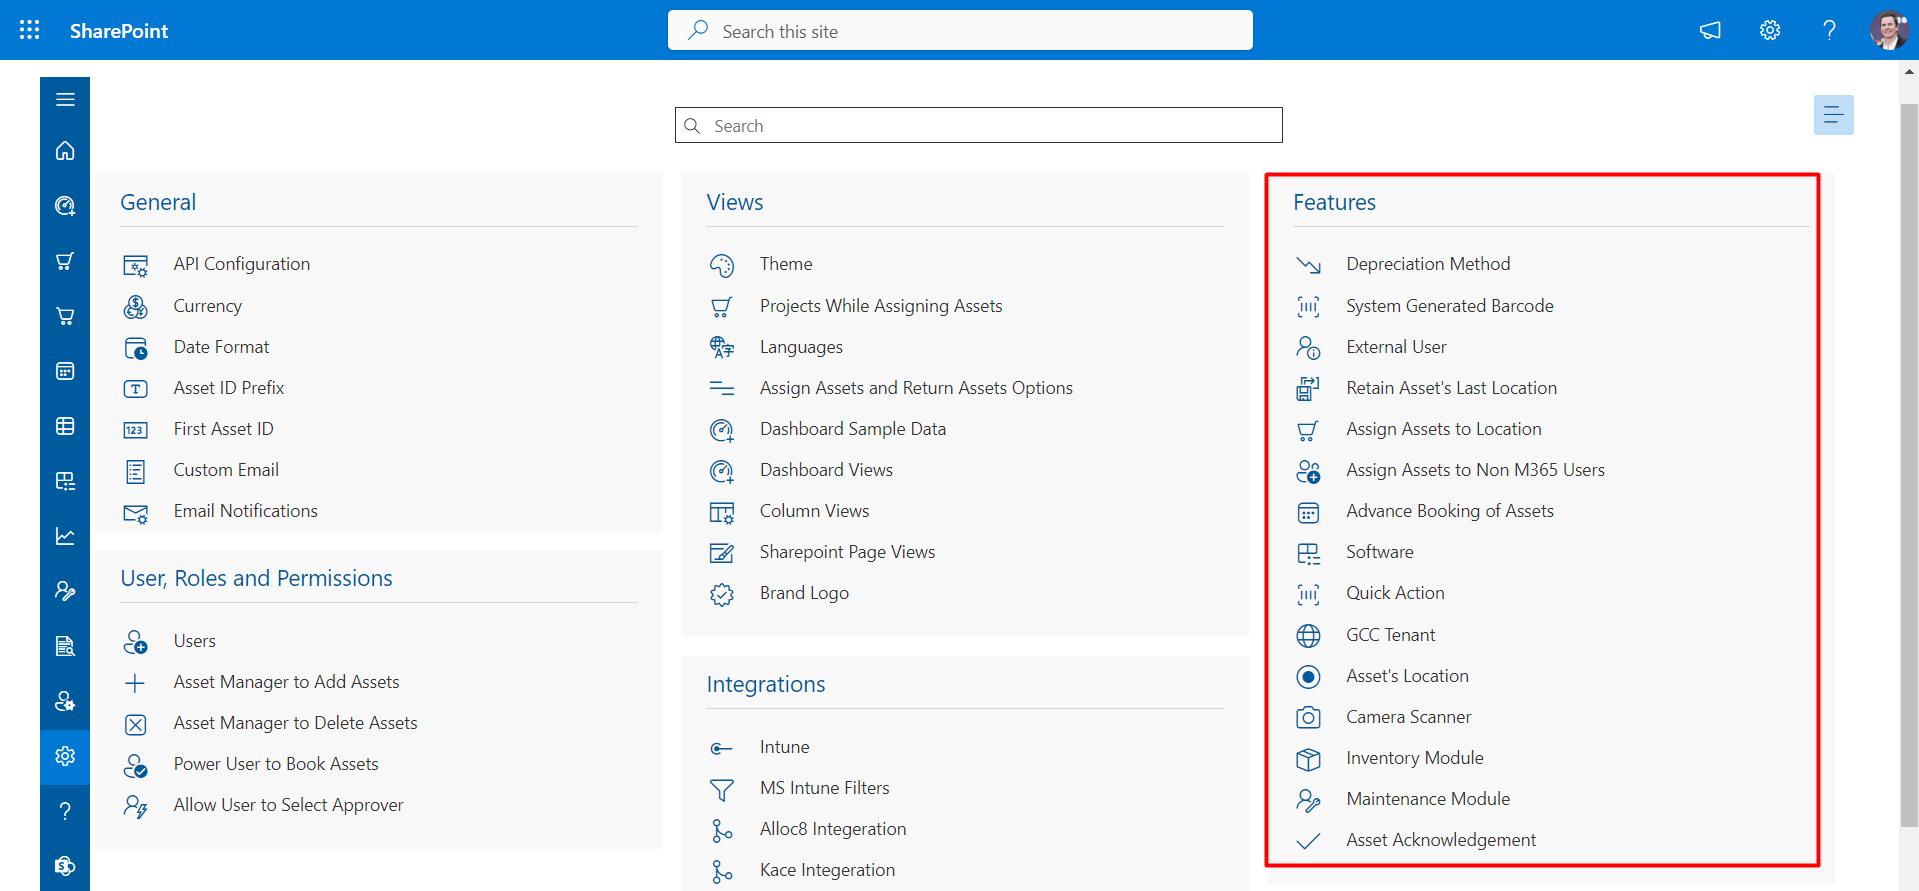 SharePoint
Search this site
Search
General
API Configuration
Currency
Date Format
Asset ID Prefix
First Asset ID
Custom Email
Email Notifications
User, Roles and Permissions
Users
Asset Manager to Add Assets
Asset Manager to Delete Assets
Power User to Book Assets
Allow User to Select Approver
Views
Theme
Projects While Assigning Assets
Languages
Assign Assets and Return Assets Options
Dashboard Sample Data
Dashboard Views
Column Views
Sharepoint Page Views
Brand Logo
Integrations
Intune
MS Intune Filters
Alloc8 Integeration
Kace Integeration
Features
Depreciation Method
System Generated Barcode
External User
Retain Asset's Last Location
Assign Assets to Location
Assign Assets to Non M365 Users
Advance Booking of Assets
Software
Quick Action
GCC Tenant
Asset's Location
Camera Scanner
Inventory Module
Maintenance Module
Asset Acknowledgement